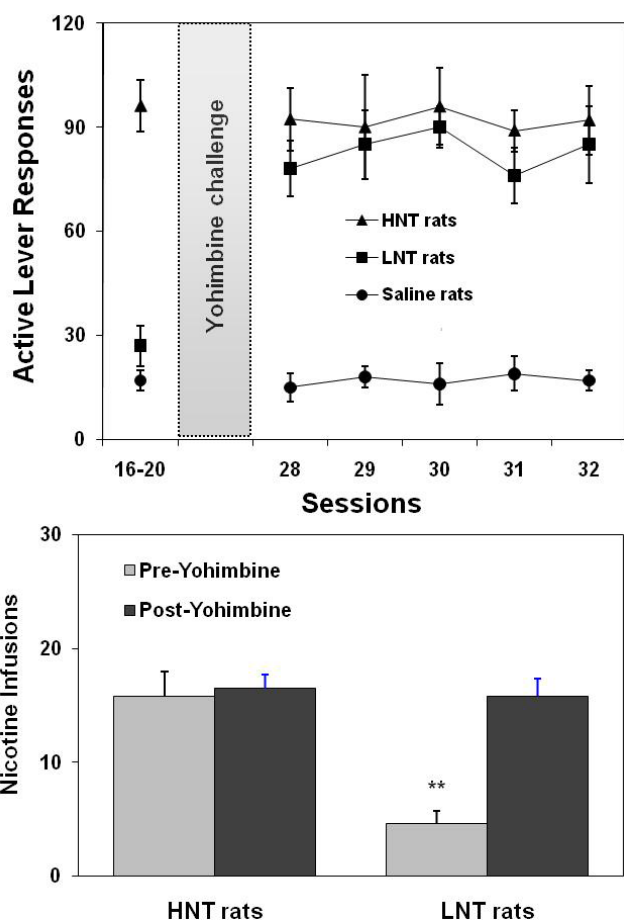 120
90
60
30
0
Active Lever Responses
Yohimbine challenge
HNT rats
LNT rats
Saline rats
16-20 28 29 30 31 32
Sessions
30
20
10
0
Nicotine Infusions
Pre-Yohimbine
Post-Yohimbine
**
HNT rats LNT rats